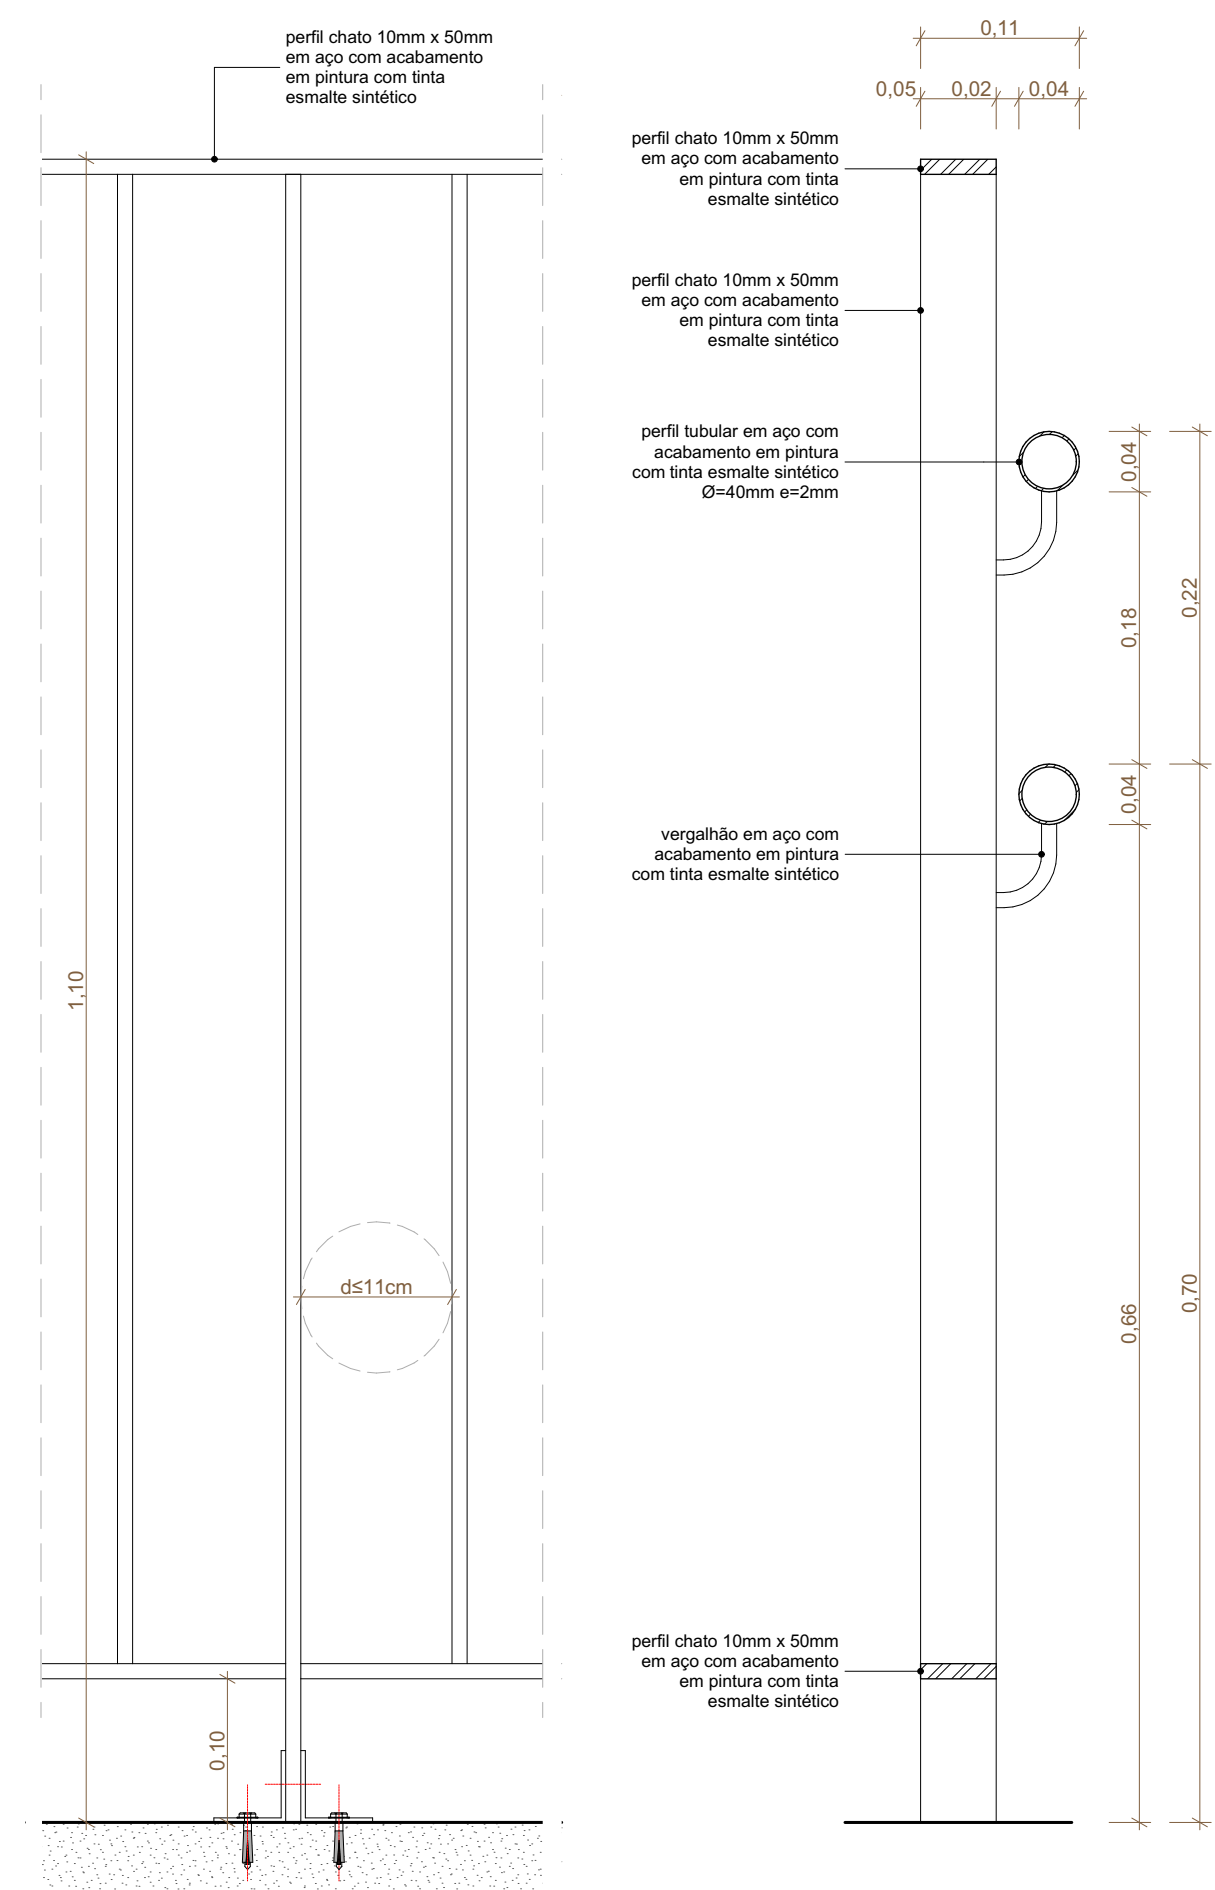 perfil chato 10mm x 50mm
em aço com acabamento
em pintura com tinta
esmalte sintético
1,10
d≤11cm
0,10
0,11
0,05
0,02
0,04
perfil chato 10mm x 50mm
em aço com acabamento
em pintura com tinta
esmalte sintético
perfil chato 10mm x 50mm
em aço com acabamento
em pintura com tinta
esmalte sintético
perfil tubular em aço com
acabamento em pintura
com tinta esmalte sintético
Ø=40mm e=2mm
0,04
0,18
0,22
0,04
vergalhão em aço com
acabamento em pintura
com tinta esmalte sintético
0,66
0,70
perfil chato 10mm x 50mm
em aço com acabamento
em pintura com tinta
esmalte sintético